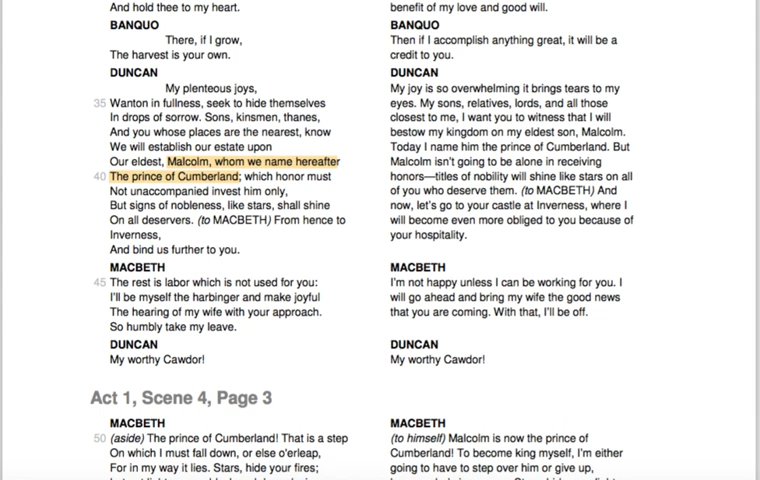 And hold thee to my heart.
BANQUO
There, if I grow,
The harvest is your own.
DUNCAN
My plenteous joys,
35 Wanton in fullness, seek to hide themselves
In drops of sorrow. Sons, kinsmen, thanes,
And you whose places are the nearest, know
We will establish our estate upon
Our eldest, Malcolm, whom we name hereafter
40 The prince of Cumberland; which honor must
Not unaccompanied invest him only,
But signs of nobleness, like stars, shall shine
On all deservers. (to MACBETH) From hence to
Inverness,
And bind us further to you.
MACBETH
45 The rest is labor which is not used for you:
I'll be myself the harbinger and make joyful
The hearing of my wife with your approach.
So humbly take my leave.
DUNCAN
My worthy Cawdor!
benefit of my love and good will.
BANQUO
Then if I accomplish anything great, it will be a
credit to you.
DUNCAN
My joy is so overwhelming it brings tears to my
eyes. My sons, relatives, lords, and all those
closest to me, I want you to witness that I will
bestow my kingdom on my eldest son, Malcolm.
Today I name him the prince of Cumberland. But
Malcolm isn't going to be alone in receiving
honors—titles of nobility will shine like stars on all
of you who deserve them. (to MACBETH) And
now, let's go to your castle at Inverness, where I
will become even more obliged to you because of
your hospitality.
MACBETH
I'm not happy unless I can be working for you. I
will go ahead and bring my wife the good news
that you are coming. With that, I'll be off.
DUNCAN
My worthy Cawdor!
Act 1, Scene 4, Page 3
MACBETH
50 (aside) The prince of Cumberland! That is a step
On which I must fall down, or else o'erleap,
For in my way it lies. Stars, hide your fires;
MACBETH
(to himself) Malcolm is now the prince of
Cumberland! To become king myself, I'm either
going to have to step over him or give up,